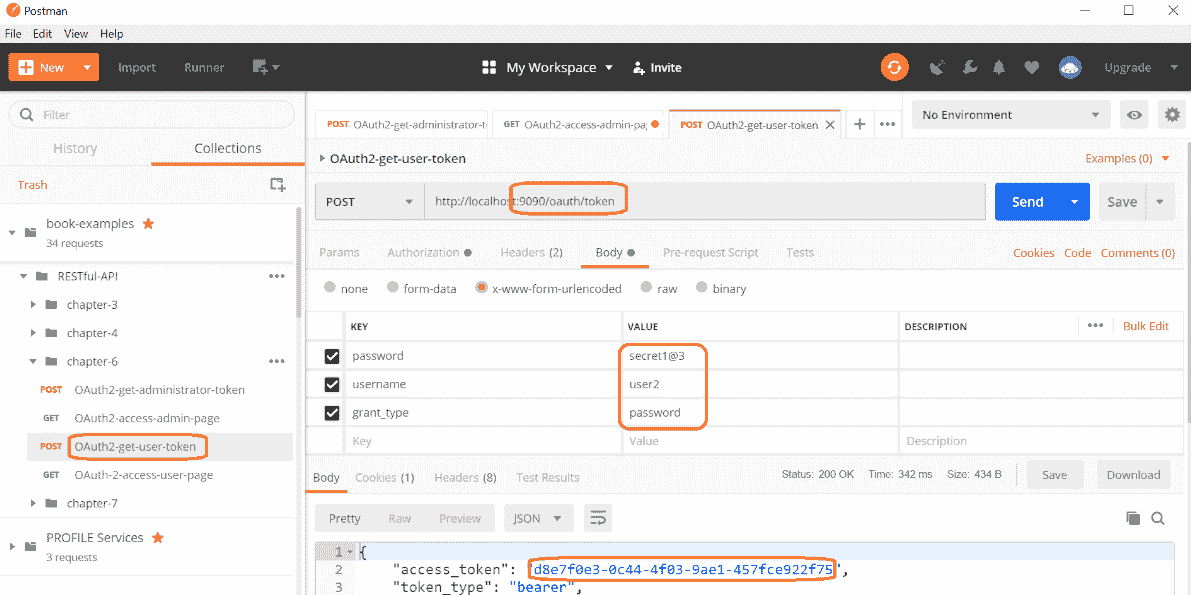 Postman
File Edit View Help
New Import Runner My Workspace Invite Upgrade
Filter
History Collections
Trash
book-examples
34 requests
RESTful-API
chapter-3
chapter-4
chapter-6
POST OAuth2-get-administrator-token
GET OAuth2-access-admin-page
POST OAuth2-get-user-token
GET OAuth-2-access-user-page
chapter-7
PROFILE Services
3 requests
POST OAuth2-get-administrator-t GET OAuth2-access-admin-pa POST OAuth2-get-user-token No Environment
OAuth2-get-user-token Examples (0)
POST http://localhost:9090/oauth/token Send Save
Params Authorization Headers (2) Body Pre-request Script Tests Cookies Code Comments (0)
none form-data x-www-form-urlencoded raw binary
KEY VALUE DESCRIPTION Bulk Edit
password secret1@3
username user2
grant_type password
Key Value Description
Body Cookies (1) Headers (8) Test Results Status: 200 OK Time: 342 ms Size: 434 B Save Download
Pretty Raw Preview JSON
1 {
2 "access_token": "d8e7f0e3-0c44-4f03-9ae1-457fce922f75",
3 "token_type": "bearer",